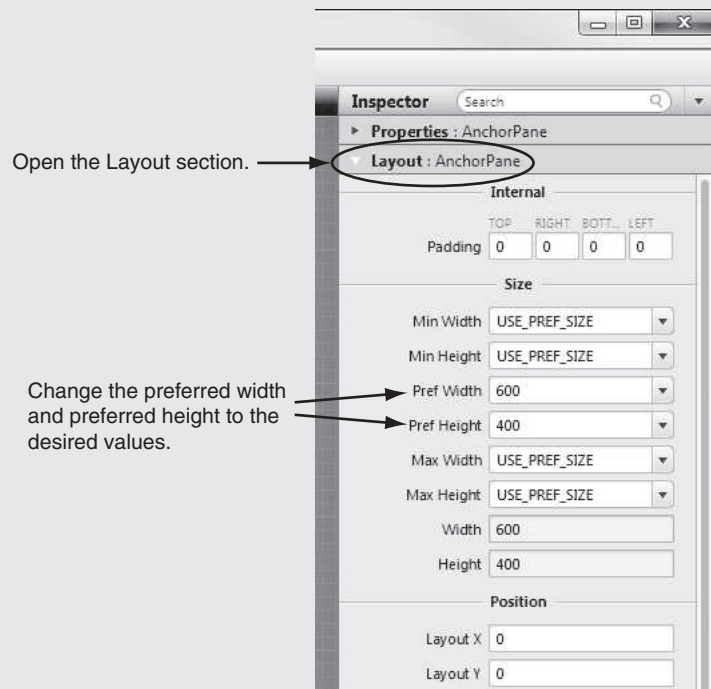 Inspector Search
Properties : AnchorPane
Open the Layout section.
Layout : AnchorPane
Internal
TOP RIGHT BOTT... LEFT
Padding 0 0 0 0
Size
Min Width USE_PREF_SIZE
Min Height USE_PREF_SIZE
Change the preferred width
and preferred height to the
desired values.
Pref Width 600
Pref Height 400
Max Width USE_PREF_SIZE
Max Height USE_PREF_SIZE
Width 600
Height 400
Position
Layout X 0
Layout Y 0